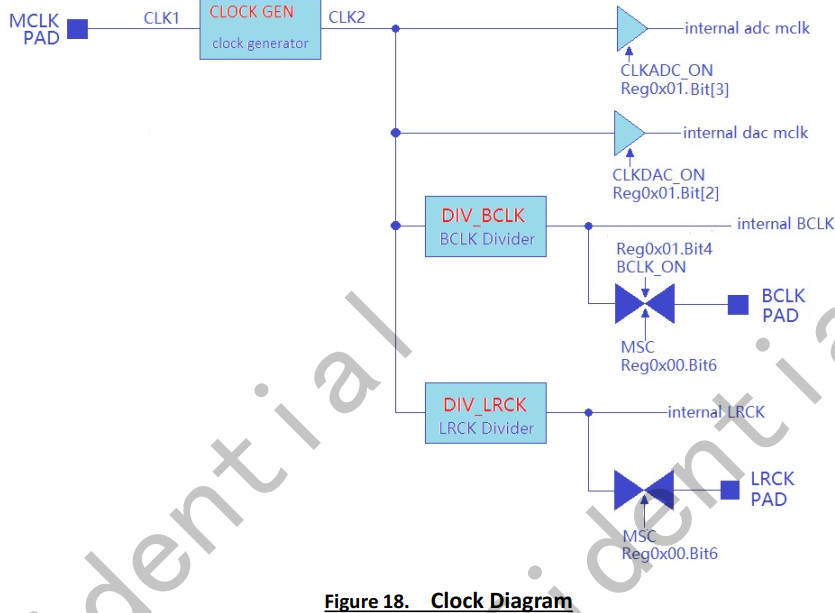 MCLK
PAD
CLK1
CLOCK GEN
clock generator
CLK2
internal adc mclk
CLKADC_ON
Reg0x01.Bit[3]
internal dac mclk
CLKDAC_ON
Reg0x01.Bit[2]
DIV_BCLK
BCLK Divider
internal BCLK
Reg0x01.Bit4
BCLK_ON
BCLK
PAD
MSC
Reg0x00.Bit6
DIV_LRCK
LRCK Divider
internal LRCK
LRCK
PAD
MSC
Reg0x00.Bit6
dential
idential
Figure 18. Clock Diagram